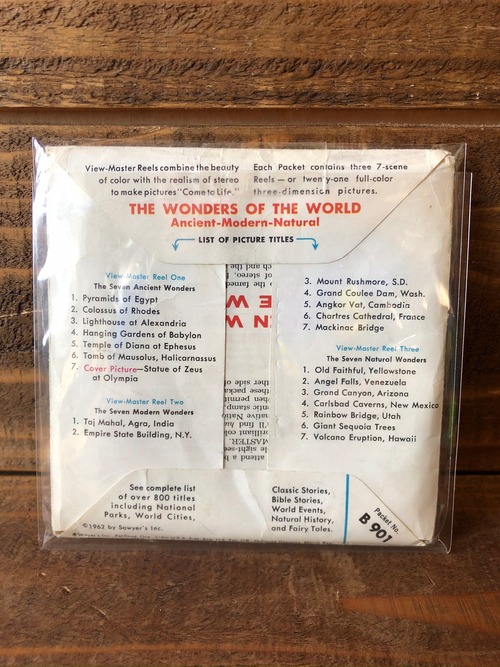 View-Master Reels combine the beauty
of color with the realism of stereo
to make pictures "Come to Life."
Each Packet contains three 7-scene
Reels — or twenty-one full-color
three-dimension pictures.
THE WONDERS OF THE WORLD
Ancient-Modern-Natural
LIST OF PICTURE TITLES
View-Master Reel One
The Seven Ancient Wonders
1. Pyramids of Egypt
2. Colossus of Rhodes
3. Lighthouse at Alexandria
4. Hanging Gardens of Babylon
5. Temple of Diana at Ephesus
6. Tomb of Mausolus, Halicarnassus
7. Cover Picture—Statue of Zeus
at Olympia
View-Master Reel Two
The Seven Modern Wonders
1. Taj Mahal, Agra, India
2. Empire State Building, N.Y.
3. Mount Rushmore, S.D.
4. Grand Coulee Dam, Wash.
5. Angkor Vat, Cambodia
6. Chartres Cathedral, France
7. Mackinac Bridge
View-Master Reel Three
The Seven Natural Wonders
1. Old Faithful, Yellowstone
2. Angel Falls, Venezuela
3. Grand Canyon, Arizona
4. Carlsbad Caverns, New Mexico
5. Rainbow Bridge, Utah
6. Giant Sequoia Trees
7. Volcano Eruption, Hawaii
See complete list
of over 800 titles
including National
Parks, World Cities,
Classic Stories,
Bible Stories,
World Events,
Natural History,
and Fairy Tales.
©1962 by Sawyer's Inc.
Packet No.
B 901